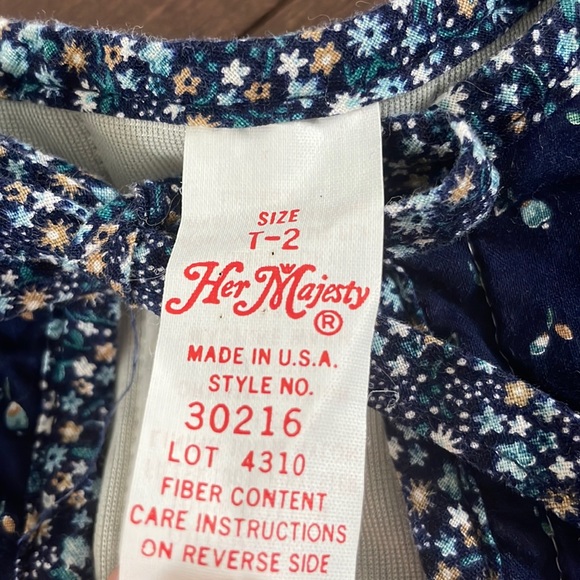 SIZE
T-2
Her Majesty
®
MADE IN U.S.A.
STYLE NO.
30216
LOT 4310
FIBER CONTENT
CARE INSTRUCTIONS
ON REVERSE SIDE